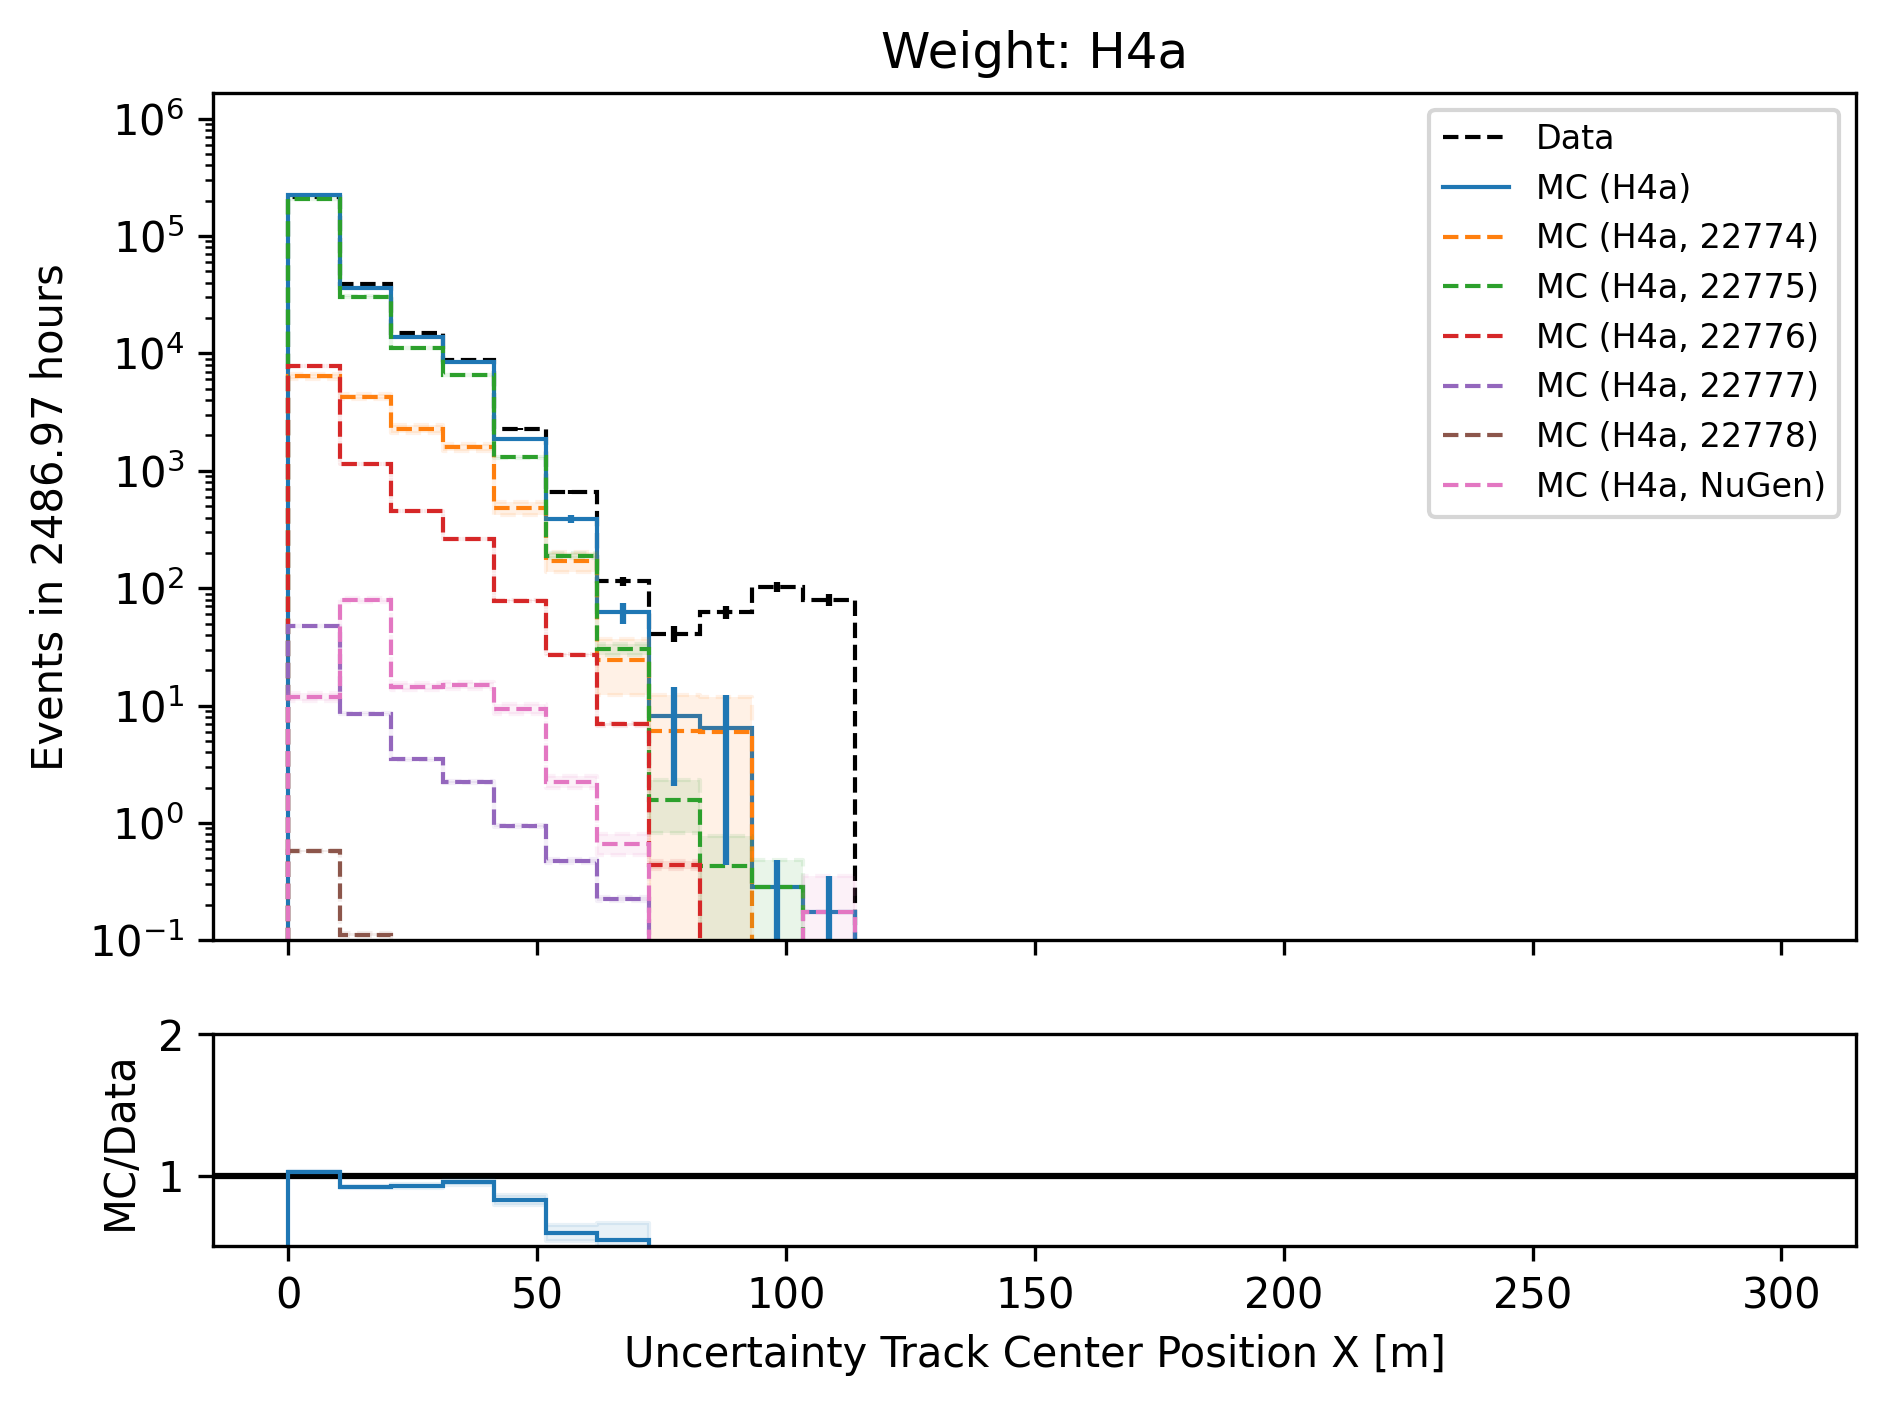 Weight: H4a
10^6
10^5
10^4
10^3
10^2
10^1
10^0
10^−1
Events in 2486.97 hours
Data
MC (H4a)
MC (H4a, 22774)
MC (H4a, 22775)
MC (H4a, 22776)
MC (H4a, 22777)
MC (H4a, 22778)
MC (H4a, NuGen)
2
1
MC/Data
0 50 100 150 200 250 300
Uncertainty Track Center Position X [m]